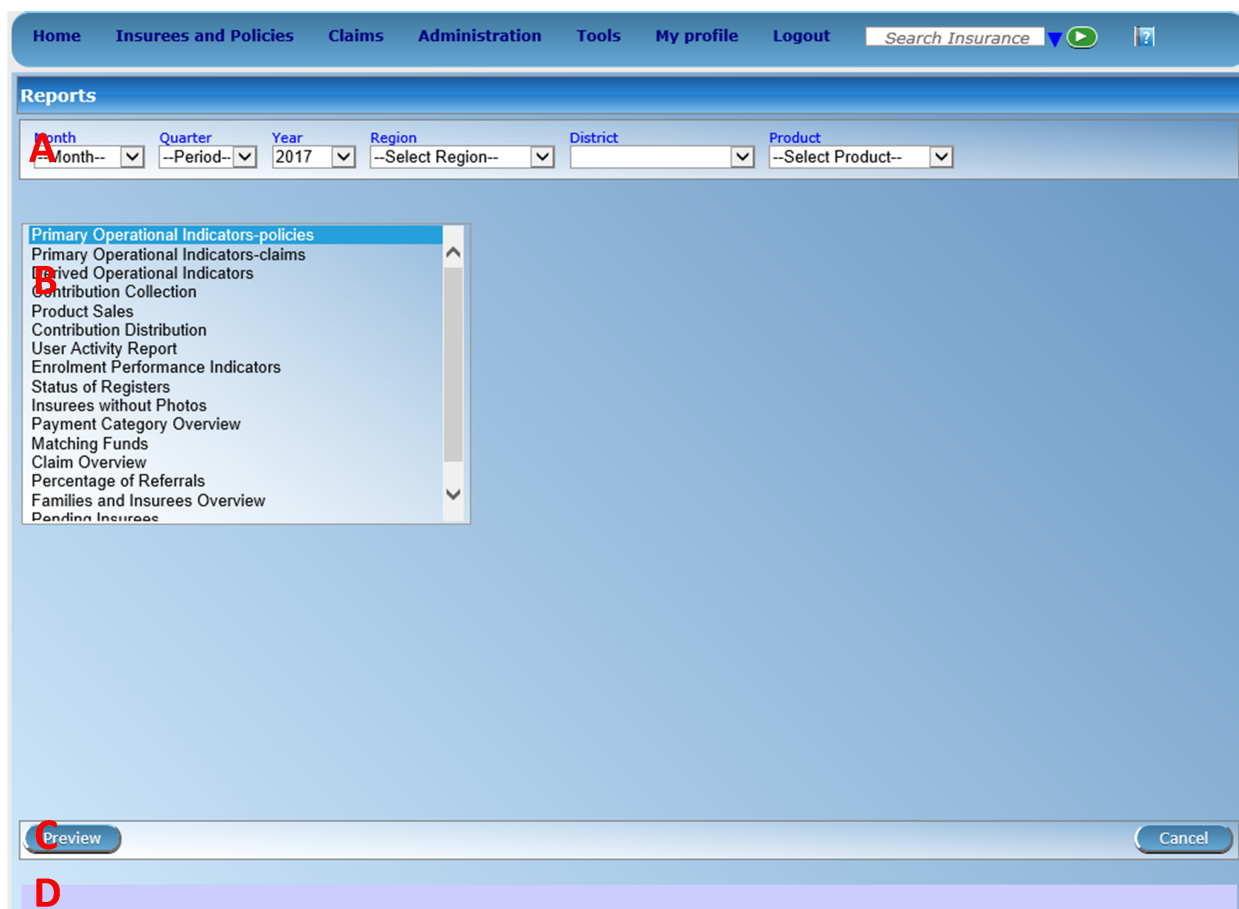 Home Insurees and Policies Claims Administration Tools My profile Logout Search Insurance ?
Reports
Month Quarter Year Region District Product
A
--Month-- --Period-- 2017 --Select Region-- --Select Product--
Primary Operational Indicators-policies
Primary Operational Indicators-claims
Derived Operational Indicators
B
Contribution Collection
Product Sales
Contribution Distribution
User Activity Report
Enrolment Performance Indicators
Status of Registers
Insurees without Photos
Payment Category Overview
Matching Funds
Claim Overview
Percentage of Referrals
Families and Insurees Overview
Pending Insurees
C
Preview Cancel
D